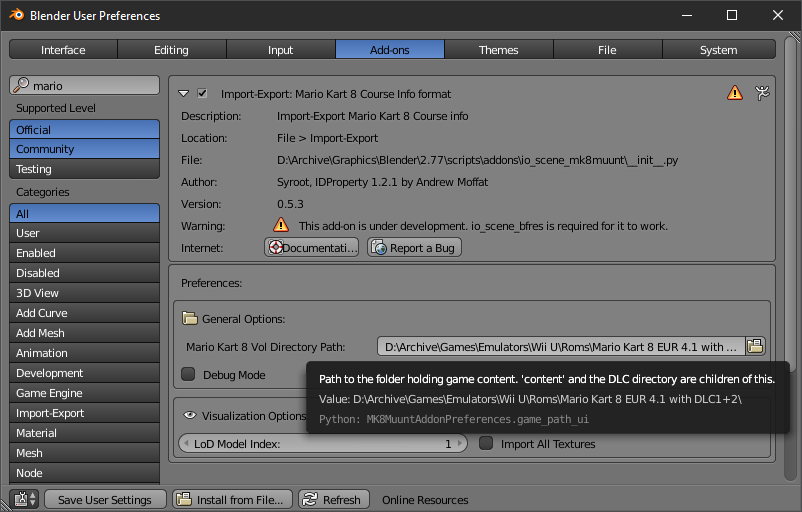 Blender User Preferences
Interface Editing Input Add-ons Themes File System
mario
Supported Level
Official
Community
Testing
Categories
All
User
Enabled
Disabled
3D View
Add Curve
Add Mesh
Animation
Development
Game Engine
Import-Export
Material
Mesh
Node
Import-Export: Mario Kart 8 Course Info format
Description: Import-Export Mario Kart 8 Course info
Location: File > Import-Export
File: D:\Archive\Graphics\Blender\2.77\scripts\addons\io_scene_mk8muunt\__init__.py
Author: Syroot, IDProperty 1.2.1 by Andrew Moffat
Version: 0.5.3
Warning: This add-on is under development. io_scene_bfres is required for it to work.
Internet: Documentati... Report a Bug
Preferences:
General Options:
Mario Kart 8 Vol Directory Path: D:\Archive\Games\Emulators\Wii U\Roms\Mario Kart 8 EUR 4.1 with ...
Debug Mode
Path to the folder holding game content. 'content' and the DLC directory are children of this.
Value: D:\Archive\Games\Emulators\Wii U\Roms\Mario Kart 8 EUR 4.1 with DLC1+2\
Python: MK8MuuntAddonPreferences.game_path_ui
Visualization Options
LoD Model Index: 1 Import All Textures
Save User Settings Install from File... Refresh Online Resources